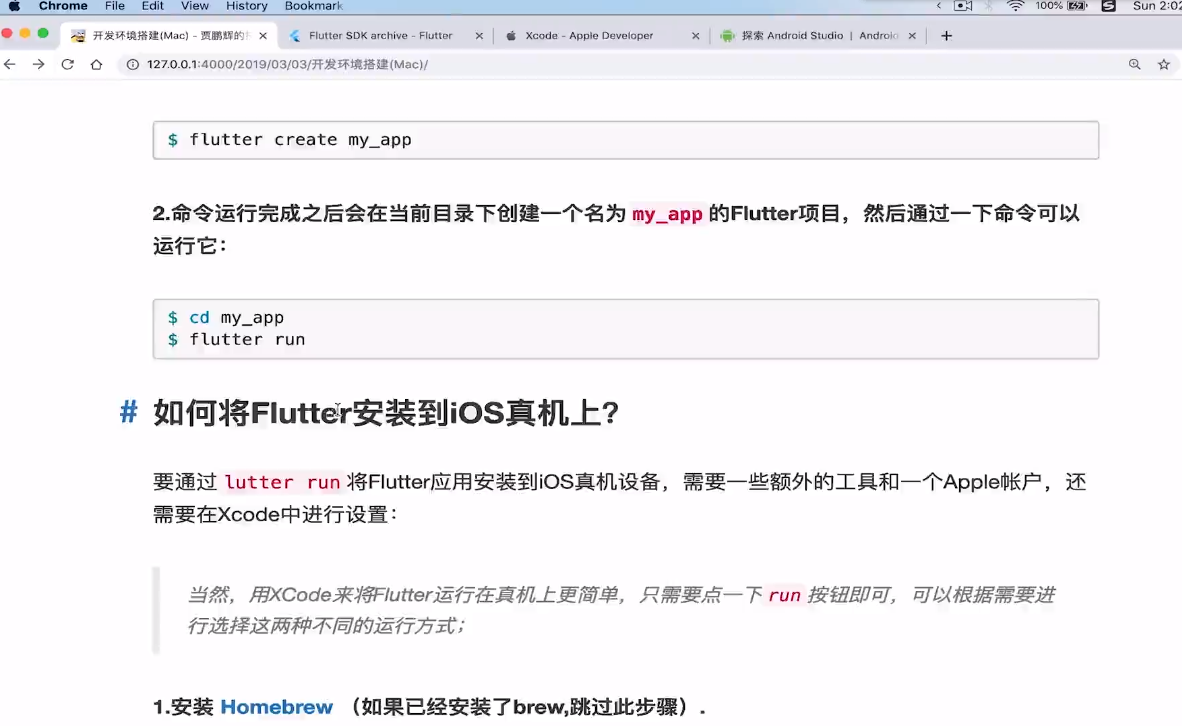 Chrome File Edit View History Bookmark 100% Sun 2:02
开发环境搭建(Mac) - 贾鹏辉的 Flutter SDK archive - Flutter Xcode - Apple Developer 探索 Android Studio | Android
127.0.0.1:4000/2019/03/03/开发环境搭建(Mac)/
$ flutter create my_app
2.命令运行完成之后会在当前目录下创建一个名为 my_app 的Flutter项目，然后通过一下命令可以
运行它：
$ cd my_app
$ flutter run
# 如何将Flutter安装到iOS真机上？
要通过 lutter run 将Flutter应用安装到iOS真机设备，需要一些额外的工具和一个Apple帐户，还
需要在Xcode中进行设置：
当然，用XCode来将Flutter运行在真机上更简单，只需要点一下 run 按钮即可，可以根据需要进
行选择这两种不同的运行方式；
1.安装 Homebrew （如果已经安装了brew,跳过此步骤）.